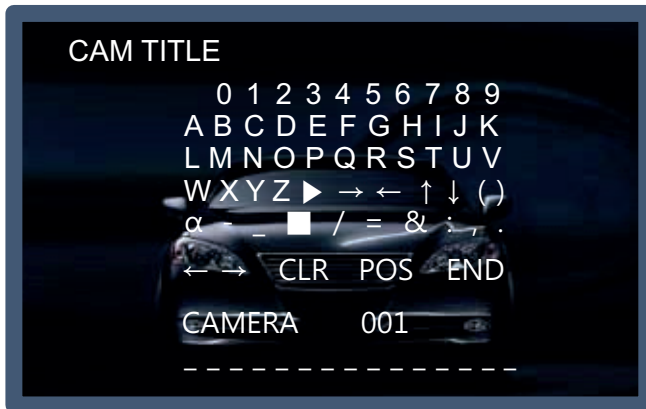 CAM TITLE
0 1 2 3 4 5 6 7 8 9
A B C D E F G H I J K
L M N O P Q R S T U V
W X Y Z ▶ → ← ↑ ↓ ( )
α - _ ■ / = & : , .
← → CLR POS END
CAMERA 001
_ _ _ _ _ _ _ _ _ _ _ _ _ _ _